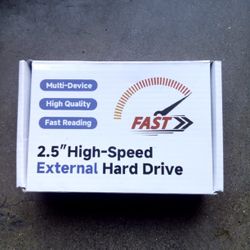 Multi-Device
High Quality
Fast Reading
FAST
2.5”High-Speed
External Hard Drive